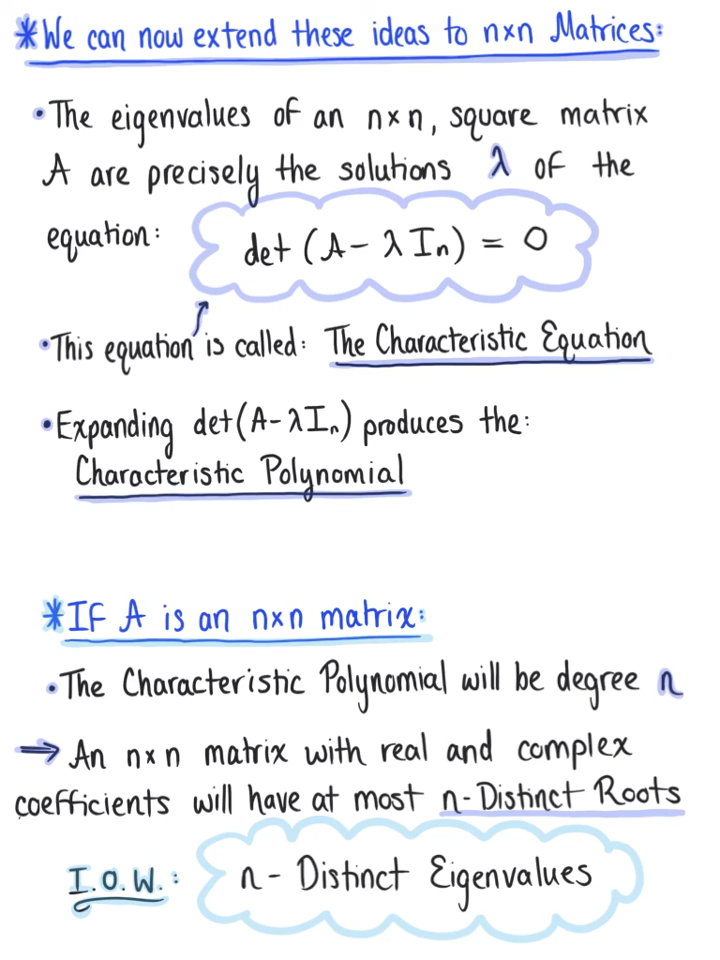 *We can now extend these ideas to n×n Matrices:
• The eigenvalues of an n×n, square matrix
A are precisely the solutions λ of the
equation: det (A - λIₙ) = 0
• This equation is called: The Characteristic Equation
• Expanding det(A-λIₙ) produces the:
Characteristic Polynomial
*If A is an n×n matrix:
• The Characteristic Polynomial will be degree n
⇒ An n×n matrix with real and complex
coefficients will have at most n-Distinct Roots
I.O.W.: n - Distinct Eigenvalues